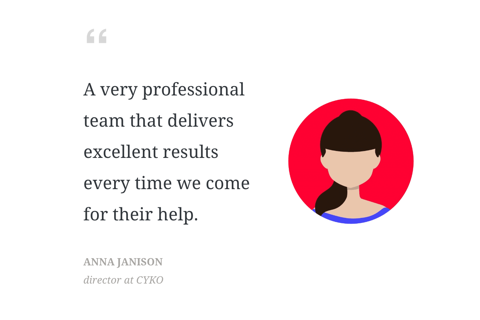 “
A very professional
team that delivers
excellent results
every time we come
for their help.
ANNA JANISON
director at CYKO